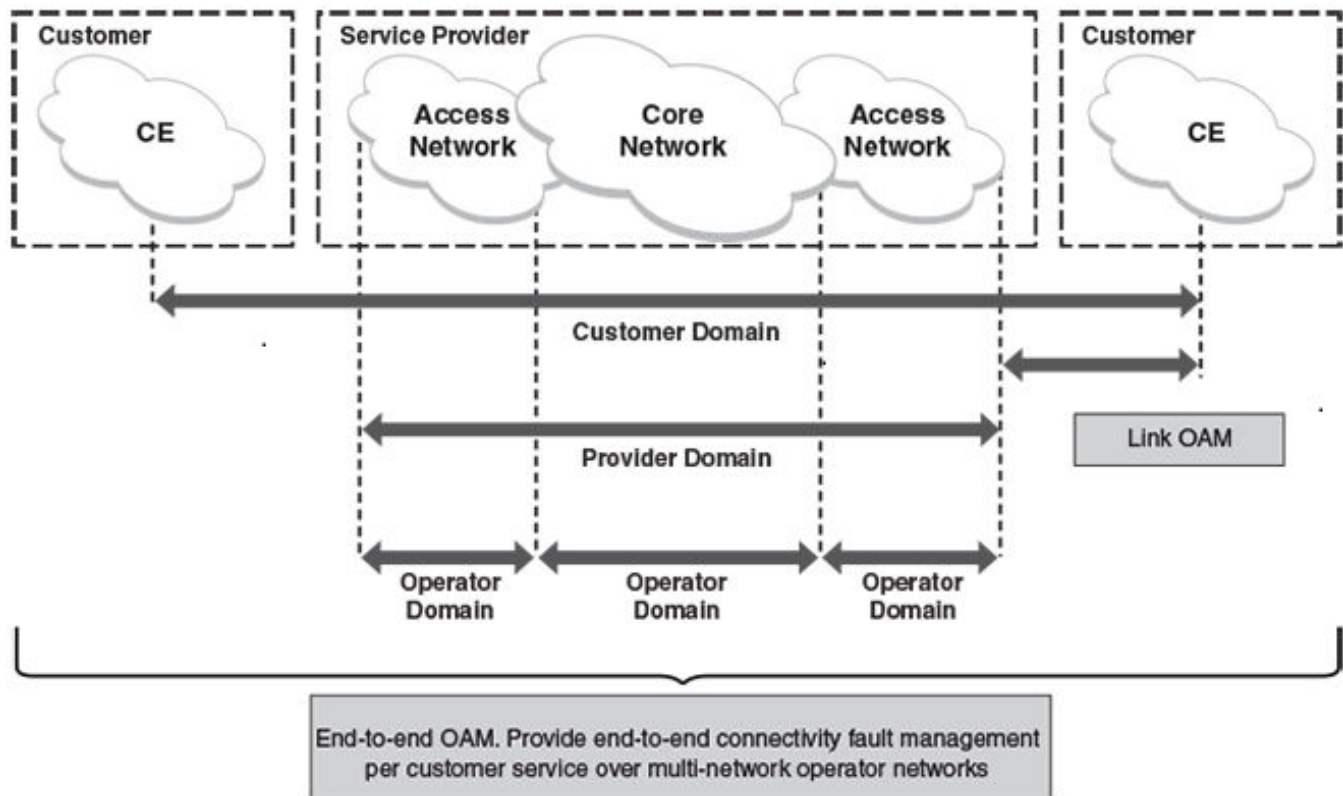 Customer
Service Provider
Customer
CE
Access
Network
Core
Network
Access
Network
CE
Customer Domain
Link OAM
Provider Domain
Operator
Domain
Operator
Domain
Operator
Domain
End-to-end OAM. Provide end-to-end connectivity fault management
per customer service over multi-network operator networks